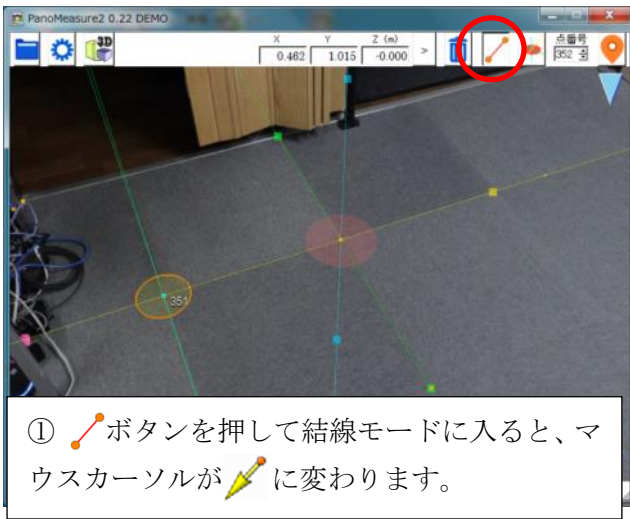 PanoMeasure2 0.22 DEMO
3D
X Y Z (m)
0.462 1.015 -0.000 >
点番号
352
351
① ボタンを押して結線モードに入ると、マ
ウスカーソルが に変わります。